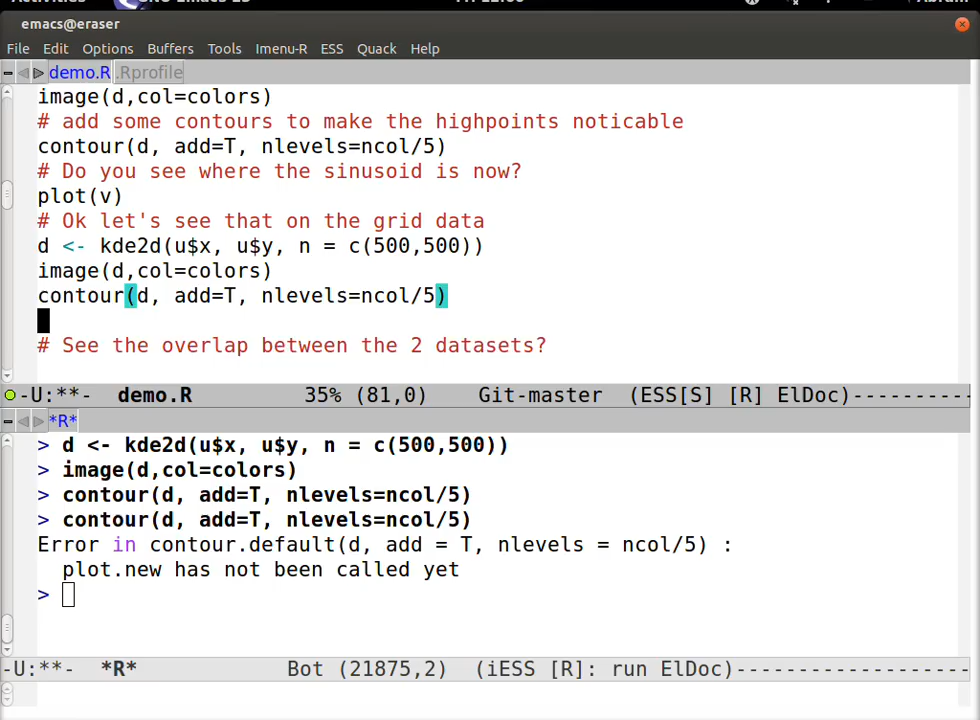 emacs@eraser
File Edit Options Buffers Tools Imenu-R ESS Quack Help
demo.R .Rprofile
image(d,col=colors)
# add some contours to make the highpoints noticable
contour(d, add=T, nlevels=ncol/5)
# Do you see where the sinusoid is now?
plot(v)
# Ok let's see that on the grid data
d <- kde2d(u$x, u$y, n = c(500,500))
image(d,col=colors)
contour(d, add=T, nlevels=ncol/5)
# See the overlap between the 2 datasets?
-U:**- demo.R 35% (81,0) Git-master (ESS[S] [R] ElDoc)----------
*R*
> d <- kde2d(u$x, u$y, n = c(500,500))
> image(d,col=colors)
> contour(d, add=T, nlevels=ncol/5)
> contour(d, add=T, nlevels=ncol/5)
Error in contour.default(d, add = T, nlevels = ncol/5) :
plot.new has not been called yet
>
-U:**- *R* Bot (21875,2) (iESS [R]: run ElDoc)-------------------